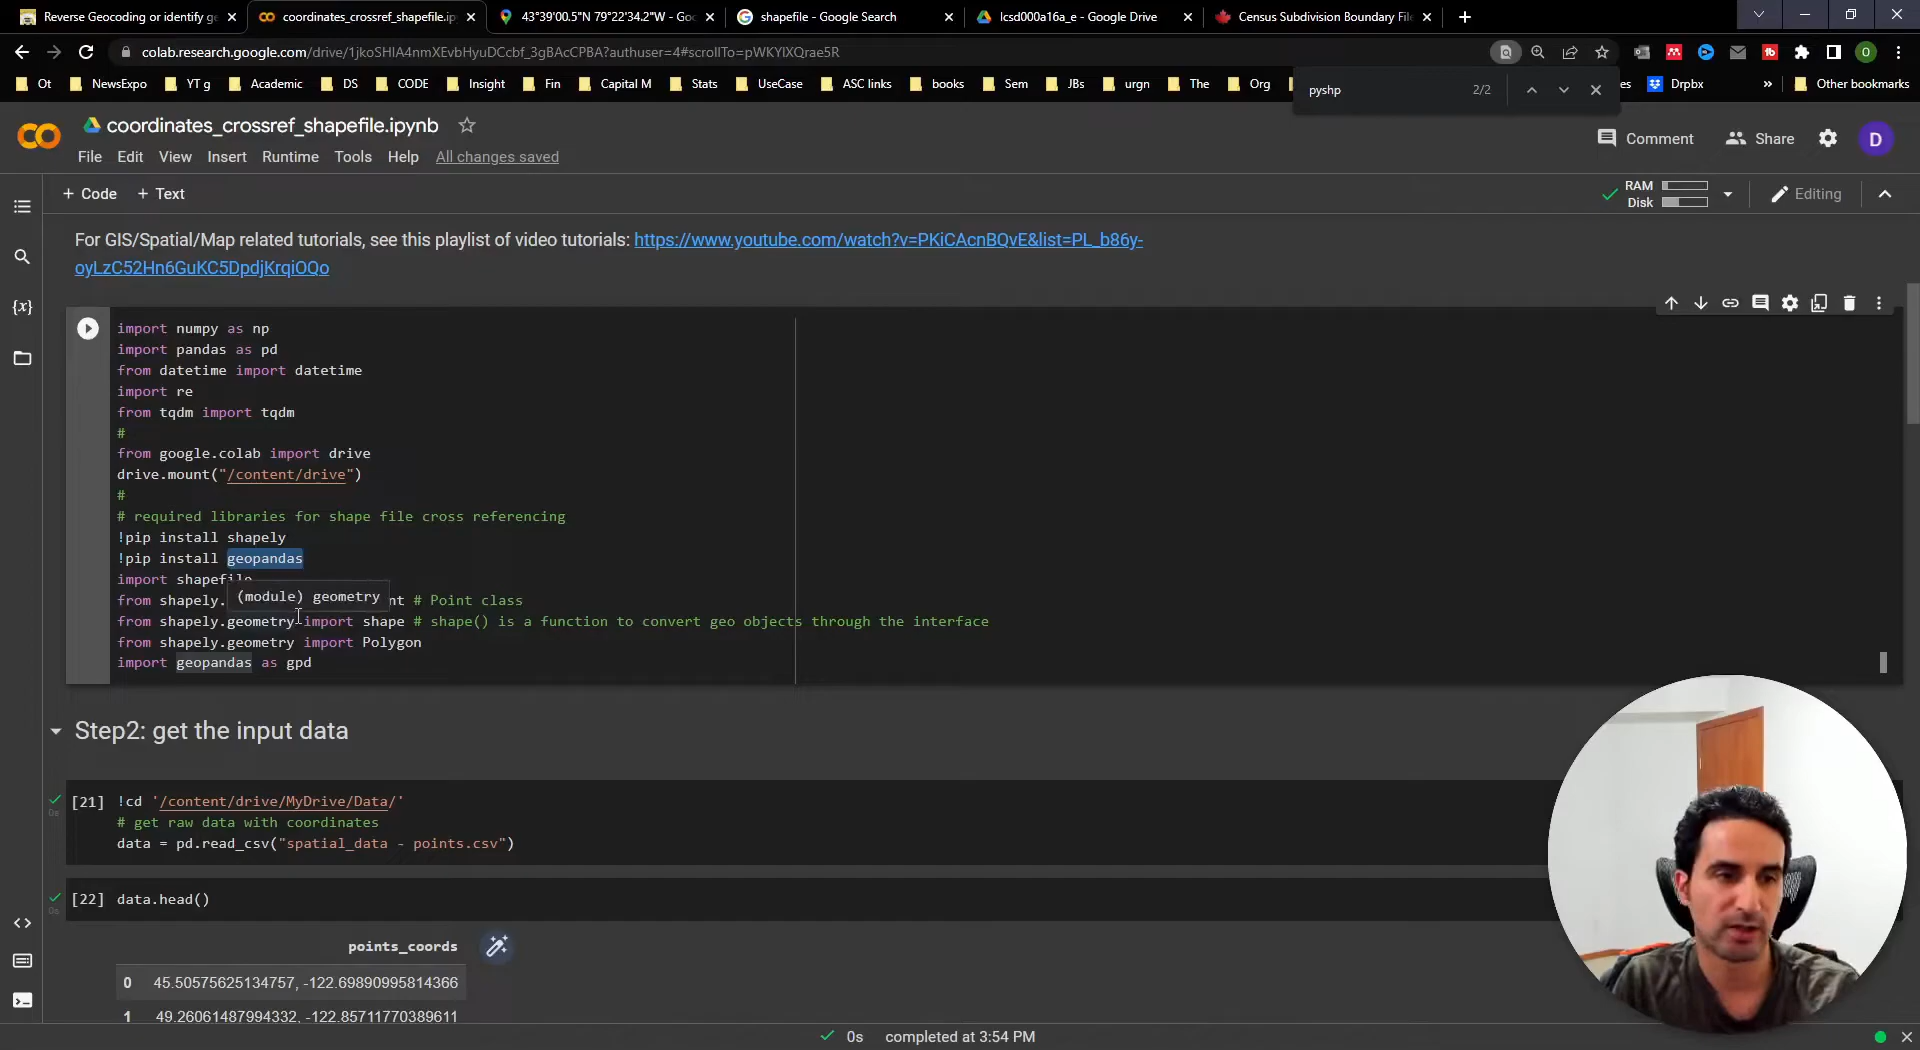 Reverse Geocoding or identify ge
coordinates_crossref_shapefile.ip
43°39'00.5"N 79°22'34.2"W - Goo
shapefile - Google Search
lcsd000a16a_e - Google Drive
Census Subdivision Boundary File
colab.research.google.com/drive/1jkoSHIA4nmXEvbHyuDCcbf_3gBAcCPBA?authuser=4#scrollTo=pWKYIXQrae5R
Ot
NewsExpo
YT g
Academic
DS
CODE
Insight
Fin
Capital M
Stats
UseCase
ASC links
books
Sem
JBs
urgn
The
Org
Drpbx
Other bookmarks
pyshp
2/2
coordinates_crossref_shapefile.ipynb
File Edit View Insert Runtime Tools Help All changes saved
Comment
Share
D
+ Code + Text
RAM
Disk
Editing
For GIS/Spatial/Map related tutorials, see this playlist of video tutorials: https://www.youtube.com/watch?v=PKiCAcnBQvE&list=PL_b86y-
oyLzC52Hn6GuKC5DpdjKrqiOQo
import numpy as np
import pandas as pd
from datetime import datetime
import re
from tqdm import tqdm
#
from google.colab import drive
drive.mount("/content/drive")
#
# required libraries for shape file cross referencing
!pip install shapely
!pip install geopandas
import shapefile
from shapely. nt # Point class
(module) geometry
from shapely.geometry import shape # shape() is a function to convert geo objects through the interface
from shapely.geometry import Polygon
import geopandas as gpd
Step2: get the input data
[21] !cd '/content/drive/MyDrive/Data/'
# get raw data with coordinates
data = pd.read_csv("spatial_data - points.csv")
0s
[22] data.head()
0s
points_coords
0 45.50575625134757, -122.69890995814366
1 49.26061487994332, -122.85711770389611
0s completed at 3:54 PM